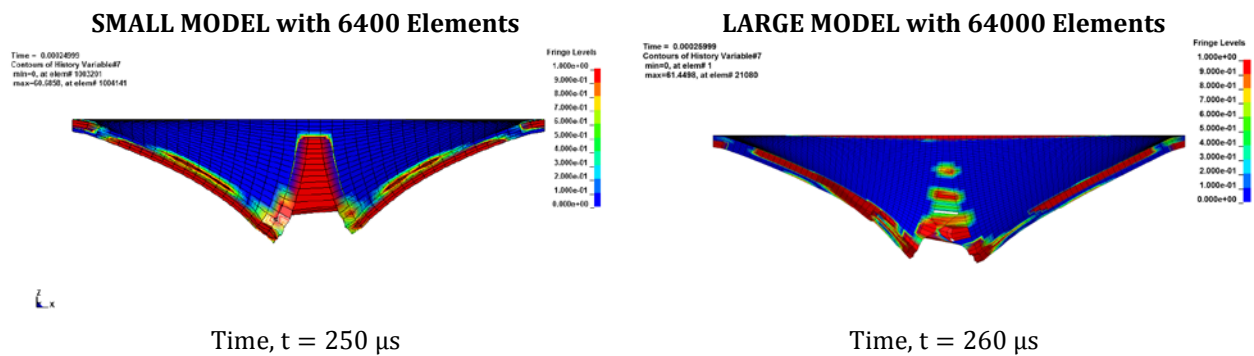 SMALL MODEL with 6400 Elements
Time = 0.00024999
Contours of History Variable#7
min=0, at elem# 1003201
max=60.6858, at elem# 1004141
Fringe Levels
1.000e+00
9.000e-01
8.000e-01
7.000e-01
6.000e-01
5.000e-01
4.000e-01
3.000e-01
2.000e-01
1.000e-01
0.000e+00
Z
X
Time, t = 250 μs
LARGE MODEL with 64000 Elements
Time = 0.00025999
Contours of History Variable#7
min=0, at elem# 1
max=61.4498, at elem# 21080
Fringe Levels
1.000e+00
9.000e-01
8.000e-01
7.000e-01
6.000e-01
5.000e-01
4.000e-01
3.000e-01
2.000e-01
1.000e-01
0.000e+00
Time, t = 260 μs